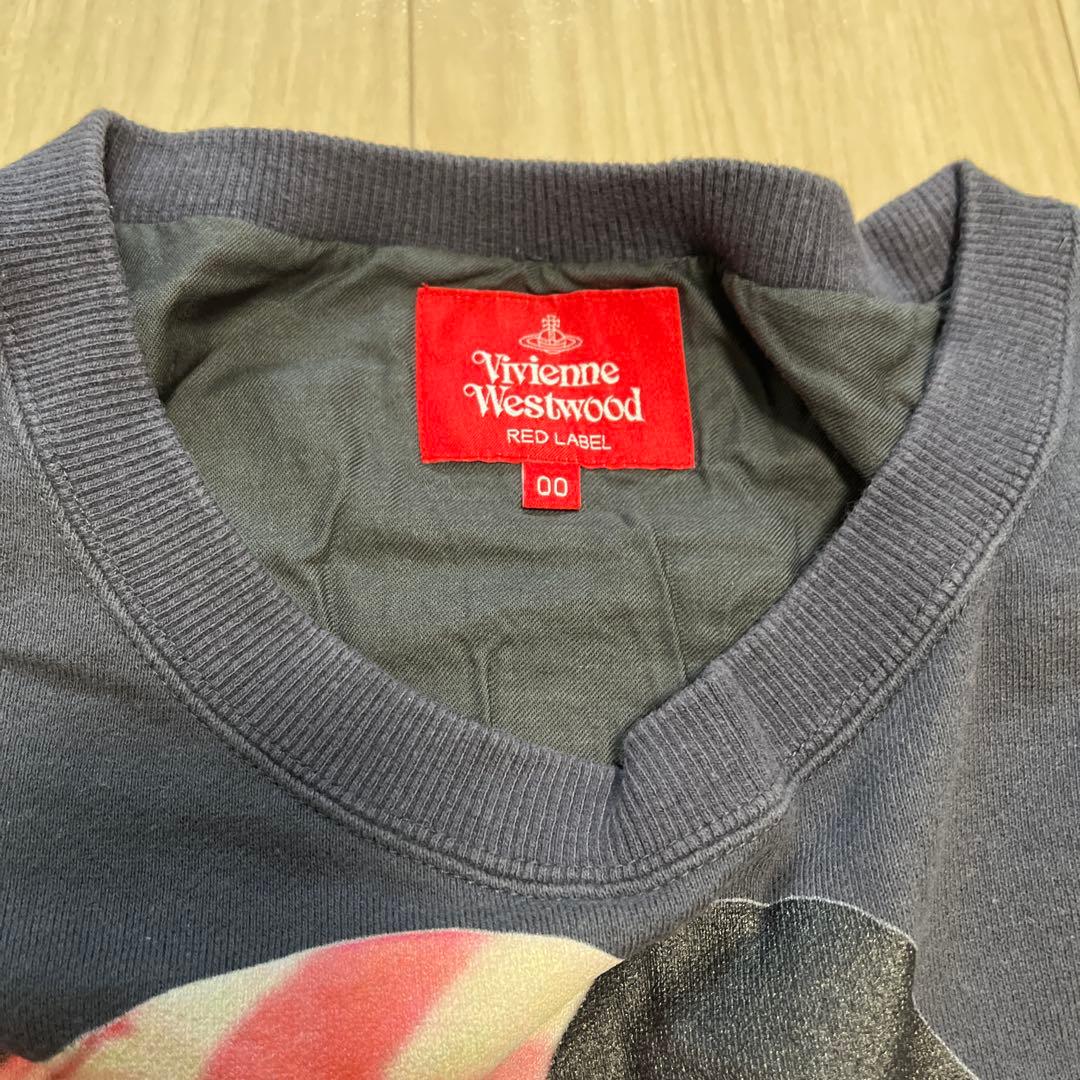 Vivienne
Westwood
RED LABEL
00